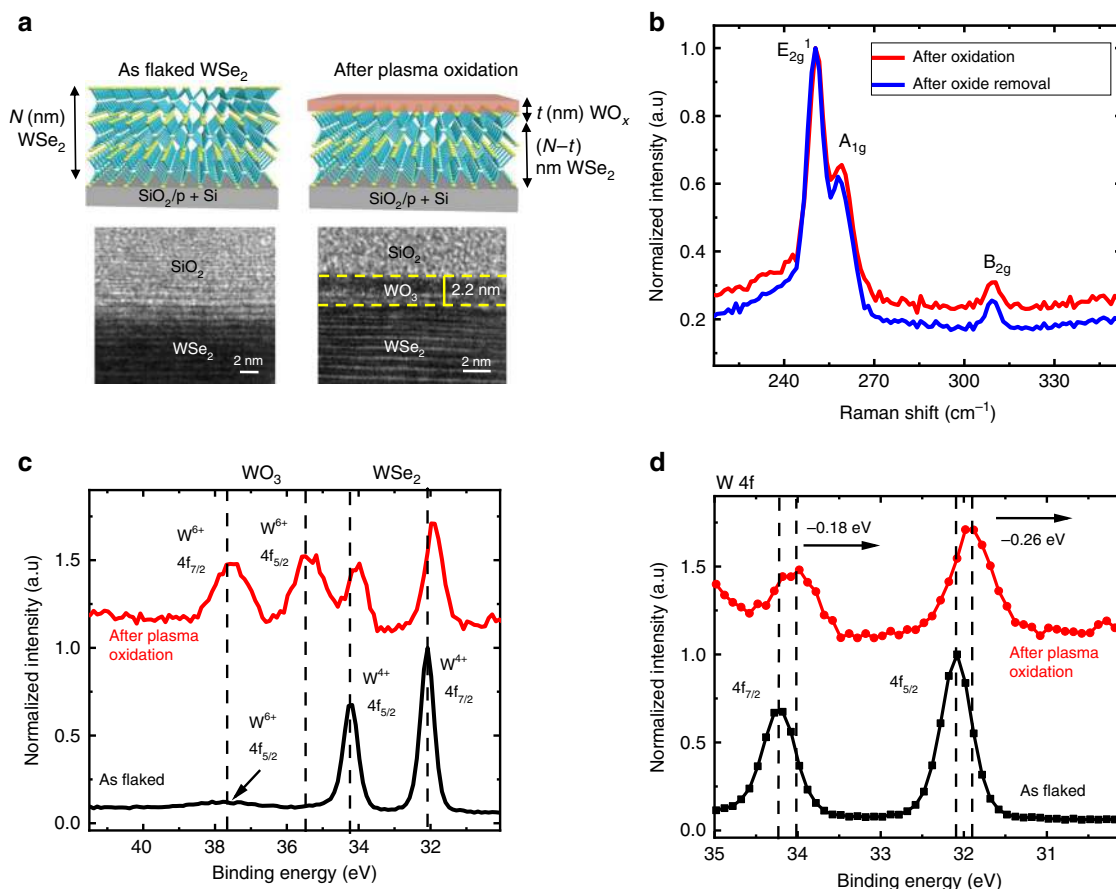 a
As flaked WSe₂
After plasma oxidation
N (nm)
WSe₂
t (nm) WOₓ
(N–t)
nm WSe₂
SiO₂/p + Si
SiO₂/p + Si
SiO₂
WSe₂
2 nm
SiO₂
WO₃
2.2 nm
WSe₂
2 nm
b
E₂g¹
After oxidation
After oxide removal
A₁g
B₂g
Normalized intensity (a.u)
1.0
0.8
0.6
0.4
0.2
240
270
300
330
Raman shift (cm⁻¹)
c
WO₃
WSe₂
W⁶⁺
4f₇/₂
W⁶⁺
4f₅/₂
After plasma
oxidation
W⁶⁺
4f₅/₂
W⁴⁺
4f₅/₂
W⁴⁺
4f₇/₂
As flaked
Normalized intensity (a.u)
1.5
1.0
0.5
0.0
40
38
36
34
32
Binding energy (eV)
d
W 4f
–0.18 eV
–0.26 eV
After plasma
oxidation
4f₇/₂
4f₅/₂
As flaked
Normalized intensity (a.u)
1.5
1.0
0.5
0.0
35
34
33
32
31
Binding energy (eV)